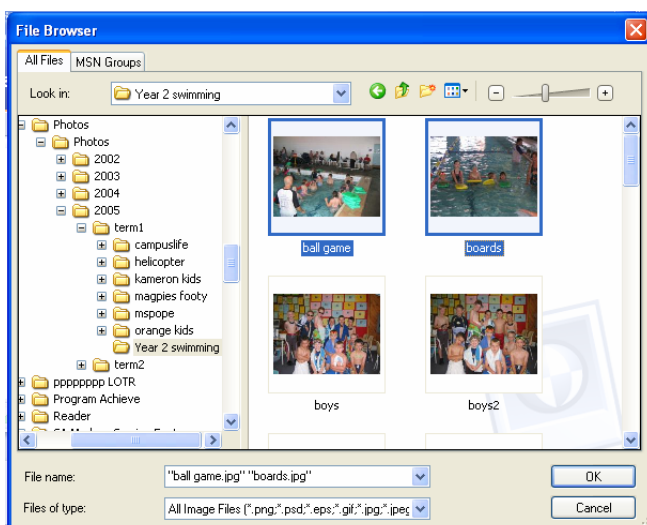 File Browser
All Files MSN Groups
Look in: Year 2 swimming
Photos
Photos
2002
2003
2004
2005
term1
campuslife
helicopter
kameron kids
magpies footy
mspope
orange kids
Year 2 swimming
term2
pppppppp LOTR
Program Achieve
Reader
ball game boards
boys boys2
File name: "ball game.jpg" "boards.jpg" OK
Files of type: All Image Files (*.png;*.psd;*.eps;*.gif;*.jpg;*.jpeg Cancel